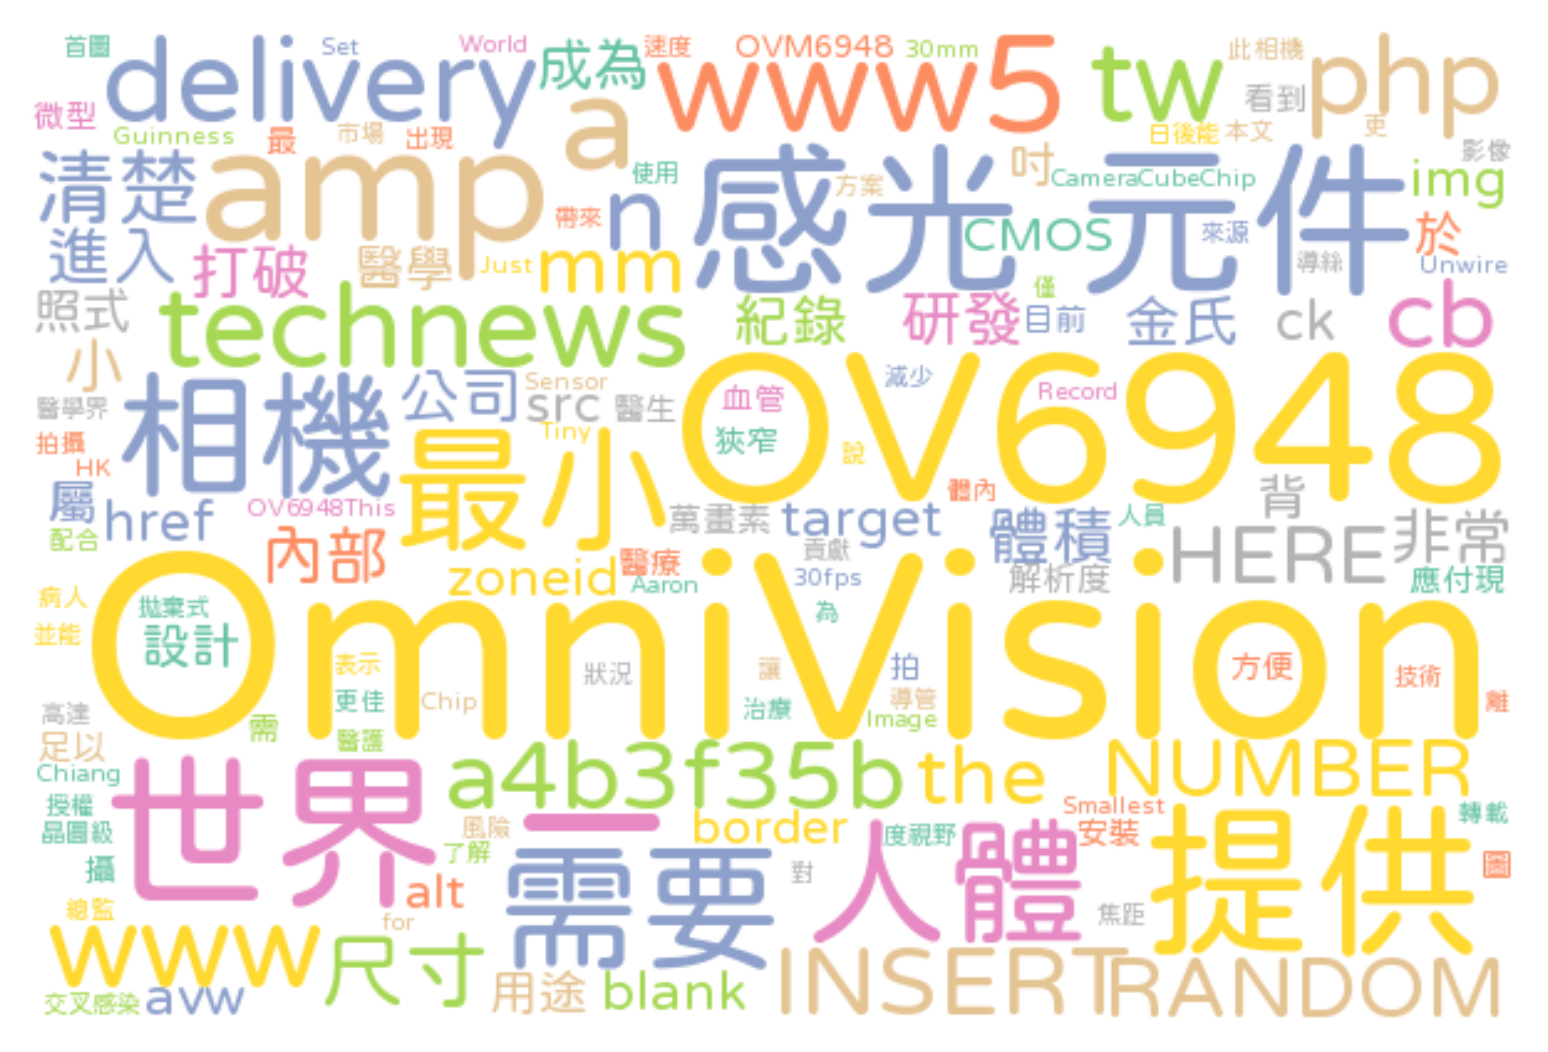 首圖 Set World 成為 速度 OVM6948 30mm tw 此相機 php
delivery www5
微型 a 看到
Guinness 最 市場 出現 日後能 本文 更
清楚 amp 使用 n 感光元件 方案 吋 CameraCubeChip 影像 img
帶來 CMOS 來源 於
進入 打破 醫學 Just mm 導絲 Unwire
照式 technews 紀錄 研發 僅 目前 金氏 ck cb
小
相機 公司 Sensor 血管 減少 Record OV6948
醫學界 src 醫生
拍攝 最小 Tiny 狹窄 說
HK
屬 href OV6948This 萬畫素 target 體內 體積 人員 背 非常
配合 內部 醫療 貢獻 HERE
zoneid Aaron 30fps 解析度 應付現
病人 拋棄式 為
並能 設計 OmniVision
表示 狀況 讓 拍 方便 技術
更佳 Chip 治療 導管 離
高達 需 Image
足以 醫護
Chiang 世界 a4b3f35b the NUMBER
授權 一 Smallest 轉載
晶圓級 風險 border 度視野 安裝 提供
攝 了解 需要 對 人體 圖
alt
總監 for 焦距
www 尺寸 INSERT RANDOM
交叉感染 avw 用途 blank